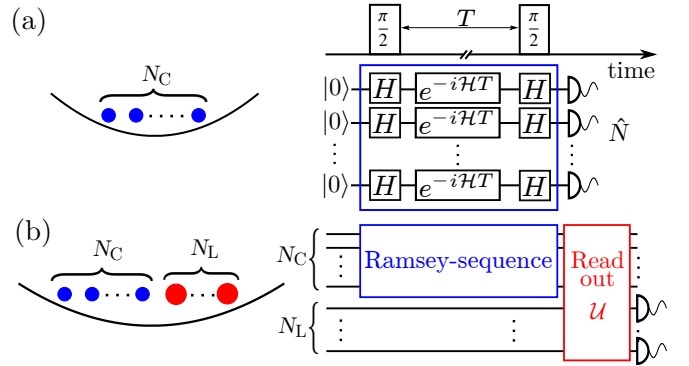 (a)
N_C
π/2 T π/2
time
|0⟩ H e^{-iℋT} H
|0⟩ H e^{-iℋT} H N̂
|0⟩ H e^{-iℋT} H
(b)
N_C N_L
N_C Ramsey-sequence Read
out
𝒰
N_L